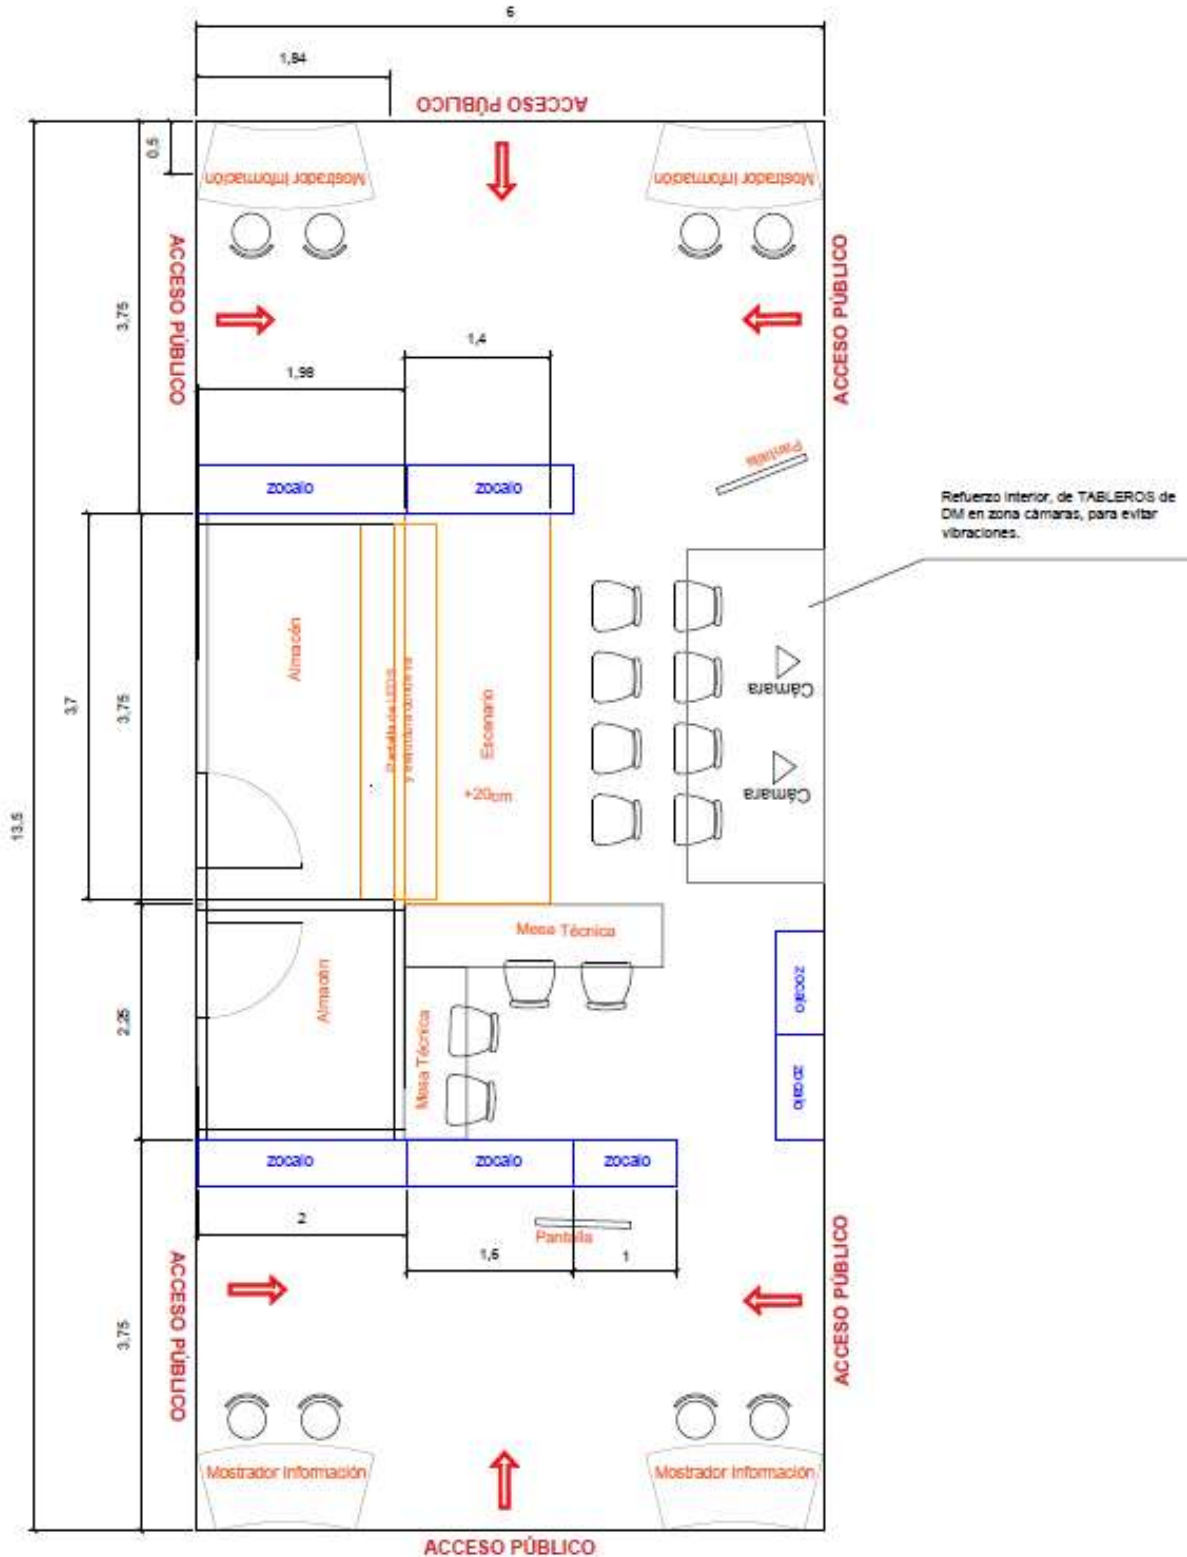 6
1,84
ACCESO PÚBLICO
0,5
Mostrador Información
Mostrador Información
ACCESO PÚBLICO
ACCESO PÚBLICO
3,75
1,4
1,98
Pantalla
zocalo
zocalo
Refuerzo interior, de TABLEROS de
DM en zona cámaras, para evitar
vibraciones.
Almacén
Pantalla de LEDS
Escenario
+20cm
Cámara
Cámara
3,7
3,75
13,5
Mesa Técnica
Almacén
Mesa Técnica
2,25
zocalo
zocalo
zocalo
zocalo
zocalo
2
Pantalla
1,6
1
ACCESO PÚBLICO
ACCESO PÚBLICO
3,75
Mostrador Información
Mostrador Información
ACCESO PÚBLICO